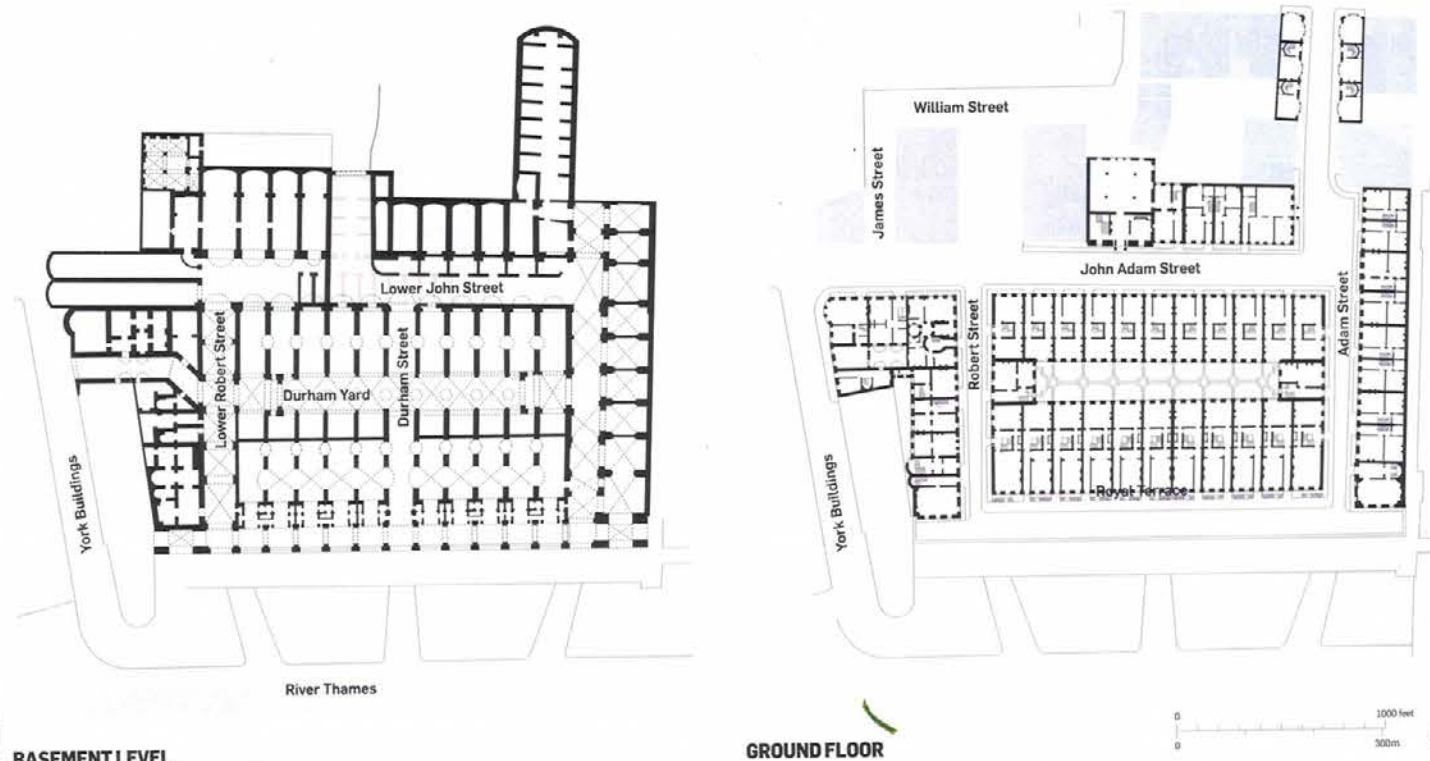 Lower John Street
Lower Robert Street
Durham Yard
Durham Street
York Buildings
River Thames
BASEMENT LEVEL
William Street
James Street
John Adam Street
Robert Street
Adam Street
Royal Terrace
York Buildings
GROUND FLOOR
0 1000 feet
0 300m